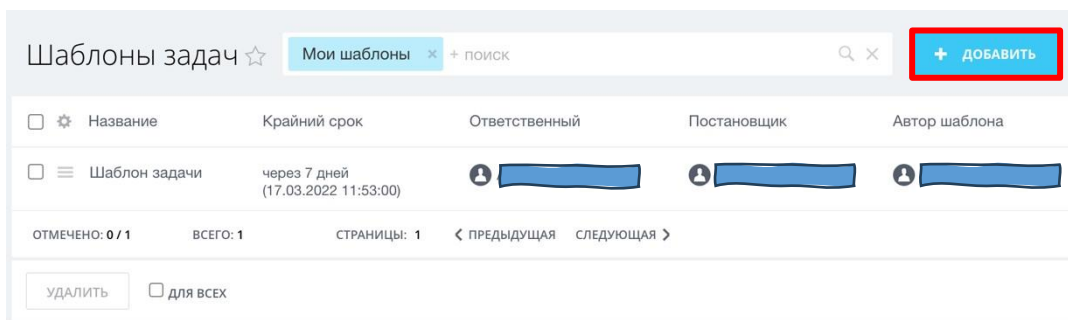 Шаблоны задач Мои шаблоны × + поиск + ДОБАВИТЬ
Название Крайний срок Ответственный Постановщик Автор шаблона
Шаблон задачи через 7 дней
(17.03.2022 11:53:00)
ОТМЕЧЕНО: 0 / 1 ВСЕГО: 1 СТРАНИЦЫ: 1 ПРЕДЫДУЩАЯ СЛЕДУЮЩАЯ
УДАЛИТЬ ДЛЯ ВСЕХ